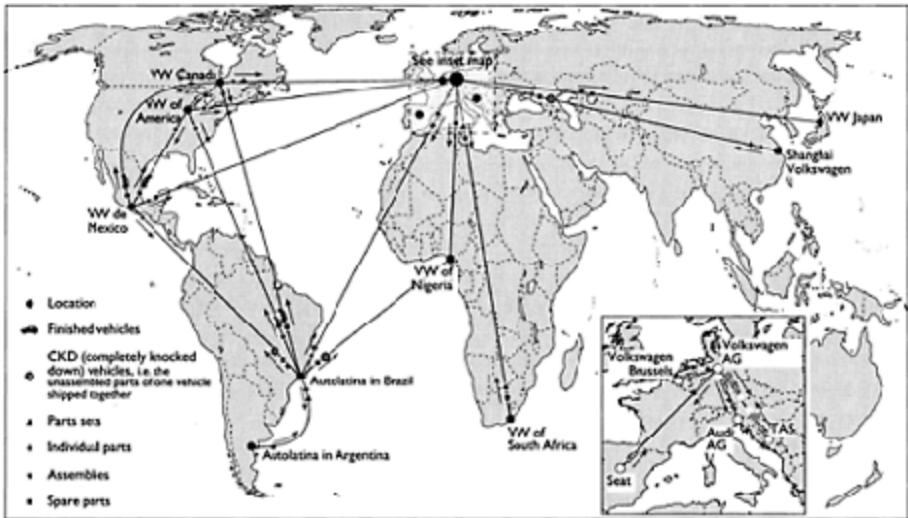 See inset map
VW Canada
VW of
America
VW Japan
Shanghai
Volkswagen
VW de
Mexico
VW of
Nigeria
Location
Finished vehicles
CKD (completely knocked
down) vehicles, i.e. the
unassembled parts of one vehicle
shipped together
Parts sets
Individual parts
Assembles
Spare parts
Autolatina in Brazil
Autolatina in Argentina
VW of
South Africa
Volkswagen
AG
Volkswagen
Brussels
Audi
AG
TAS
Seat